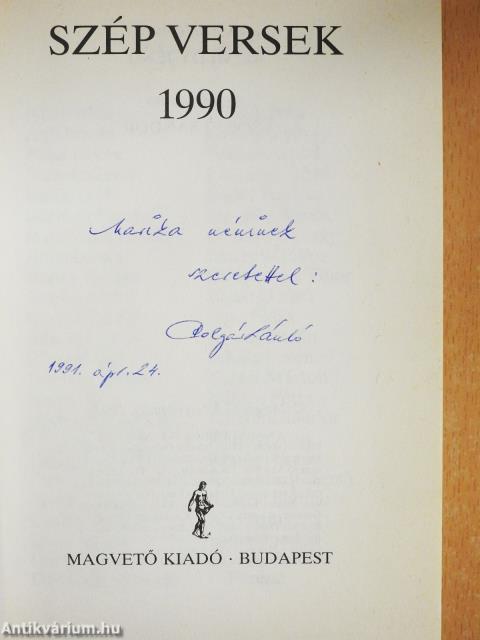 SZÉP VERSEK
1990
Marika néninek
szeretettel:
Polgár László
1991. ápr. 24.
MAGVETŐ KIADÓ · BUDAPEST
Antikvárium.hu